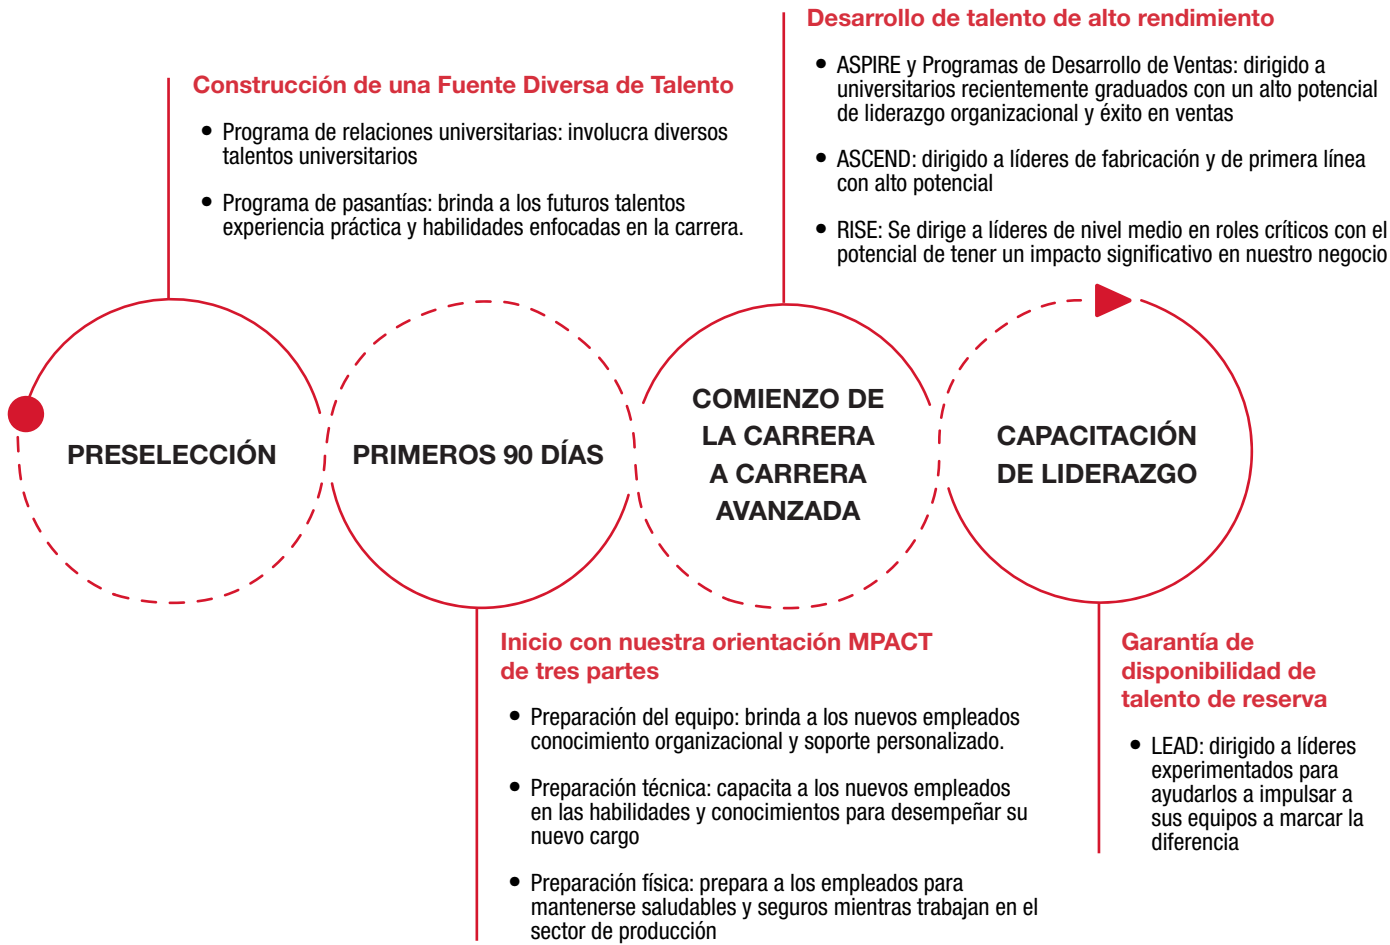 Desarrollo de talento de alto rendimiento
• ASPIRE y Programas de Desarrollo de Ventas: dirigido a
universitarios recientemente graduados con un alto potencial
de liderazgo organizacional y éxito en ventas
• ASCEND: dirigido a líderes de fabricación y de primera línea
con alto potencial
• RISE: Se dirige a líderes de nivel medio en roles críticos con el
potencial de tener un impacto significativo en nuestro negocio
Construcción de una Fuente Diversa de Talento
• Programa de relaciones universitarias: involucra diversos
talentos universitarios
• Programa de pasantías: brinda a los futuros talentos
experiencia práctica y habilidades enfocadas en la carrera.
PRESELECCIÓN
PRIMEROS 90 DÍAS
COMIENZO DE
LA CARRERA
A CARRERA
AVANZADA
CAPACITACIÓN
DE LIDERAZGO
Inicio con nuestra orientación MPACT
de tres partes
• Preparación del equipo: brinda a los nuevos empleados
conocimiento organizacional y soporte personalizado.
• Preparación técnica: capacita a los nuevos empleados
en las habilidades y conocimientos para desempeñar su
nuevo cargo
• Preparación física: prepara a los empleados para
mantenerse saludables y seguros mientras trabajan en el
sector de producción
Garantía de
disponibilidad de
talento de reserva
• LEAD: dirigido a líderes
experimentados para
ayudarlos a impulsar a
sus equipos a marcar la
diferencia